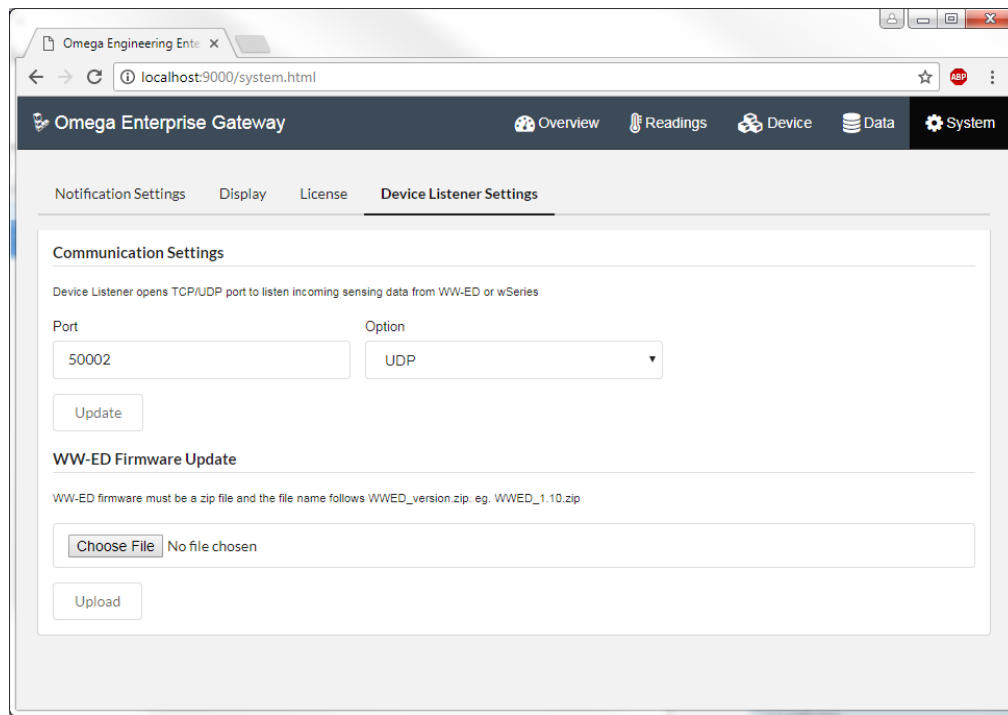 Omega Engineering Ente
localhost:9000/system.html
ABP
Omega Enterprise Gateway
Overview
Readings
Device
Data
System
Notification Settings
Display
License
Device Listener Settings
Communication Settings
Device Listener opens TCP/UDP port to listen incoming sensing data from WW-ED or wSeries
Port
Option
50002
UDP
Update
WW-ED Firmware Update
WW-ED firmware must be a zip file and the file name follows WWED_version.zip. eg. WWED_1.10.zip
Choose File No file chosen
Upload